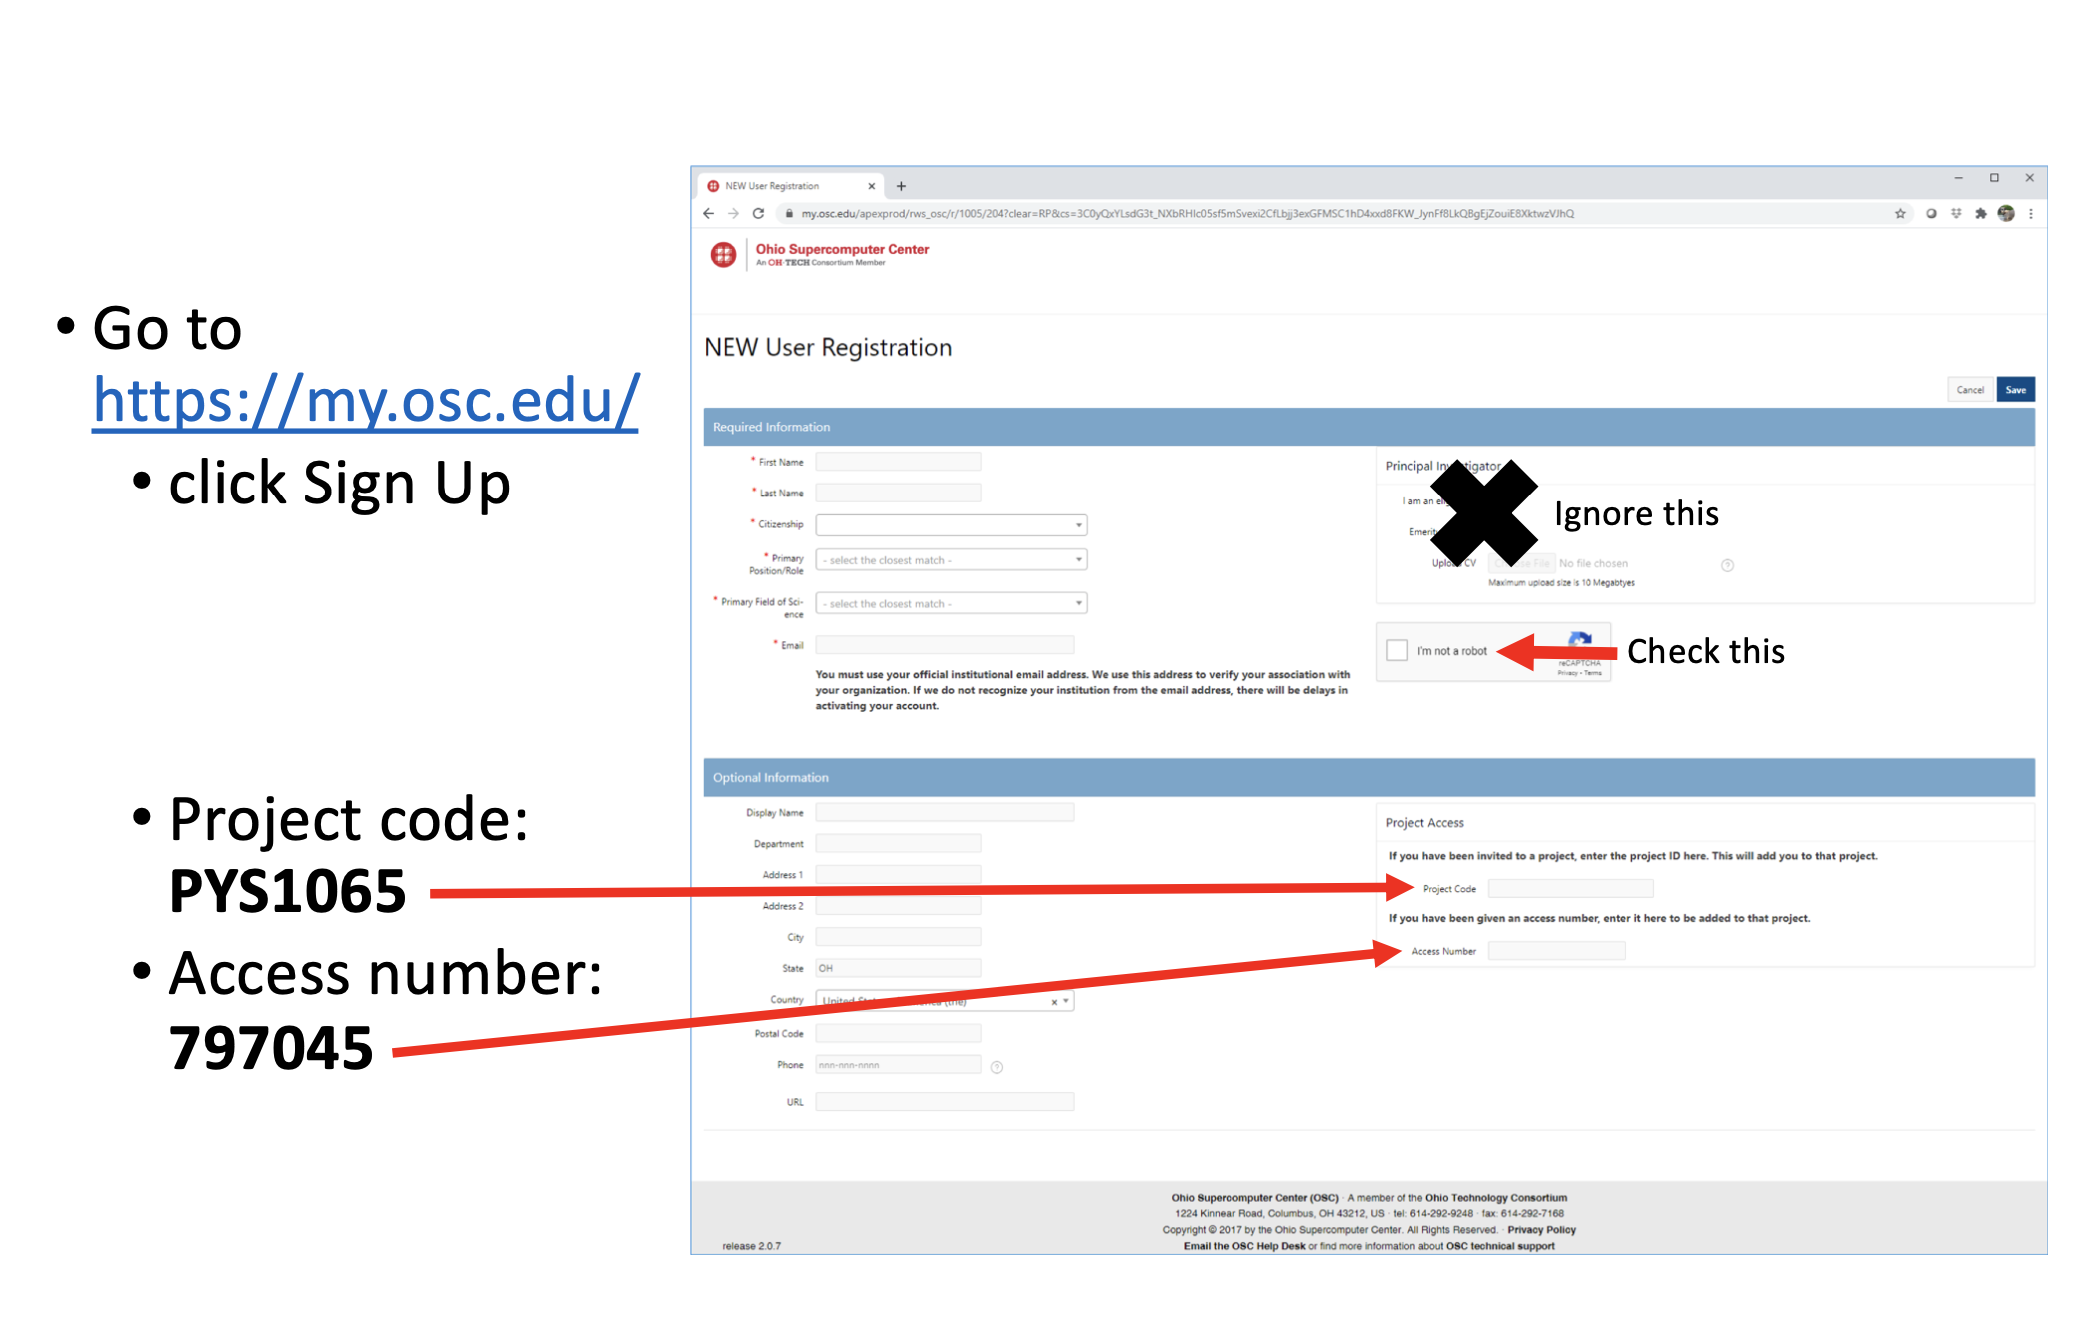 • Go to
https://my.osc.edu/
• click Sign Up
• Project code:
PYS1065
• Access number:
797045
NEW User Registration
my.osc.edu/apexprod/rws_osc/r/1005/204?clear=RP&cs=
Ohio Supercomputer Center
An OH·TECH Consortium Member
NEW User Registration
Cancel Save
Required Information
* First Name
* Last Name
* Citizenship
* Primary Position/Role
- select the closest match -
* Primary Field of Sci-
ence
- select the closest match -
* Email
You must use your official institutional email address. We use this address to verify your association with
your organization. If we do not recognize your institution from the email address, there will be delays in
activating your account.
Principal Investigator
I am an
Ignore this
Upload CV
Choose File No file chosen
Maximum upload size is 10 Megabtyes
I'm not a robot
reCAPTCHA
Privacy - Terms
Check this
Optional Information
Display Name
Department
Address 1
Address 2
City
State OH
Country United States of America (the)
Postal Code
Phone nnn-nnn-nnnn
URL
Project Access
If you have been invited to a project, enter the project ID here. This will add you to that project.
Project Code
If you have been given an access number, enter it here to be added to that project.
Access Number
Ohio Supercomputer Center (OSC) · A member of the Ohio Technology Consortium
1224 Kinnear Road, Columbus, OH 43212, US · tel: 614-292-9248 · fax: 614-292-7168
Copyright © 2017 by the Ohio Supercomputer Center. All Rights Reserved. · Privacy Policy
release 2.0.7
Email the OSC Help Desk or find more information about OSC technical support